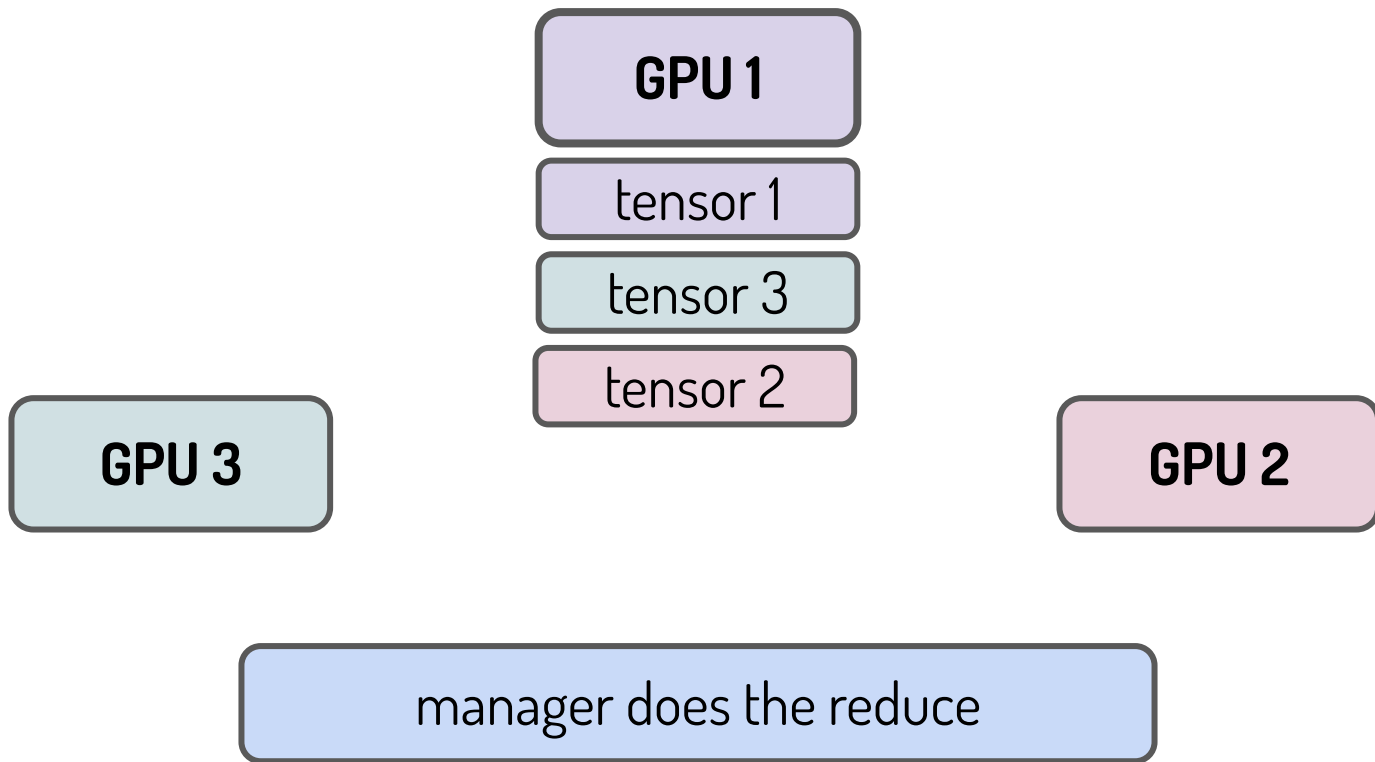 GPU 1
tensor 1
tensor 3
tensor 2
GPU 3
GPU 2
manager does the reduce